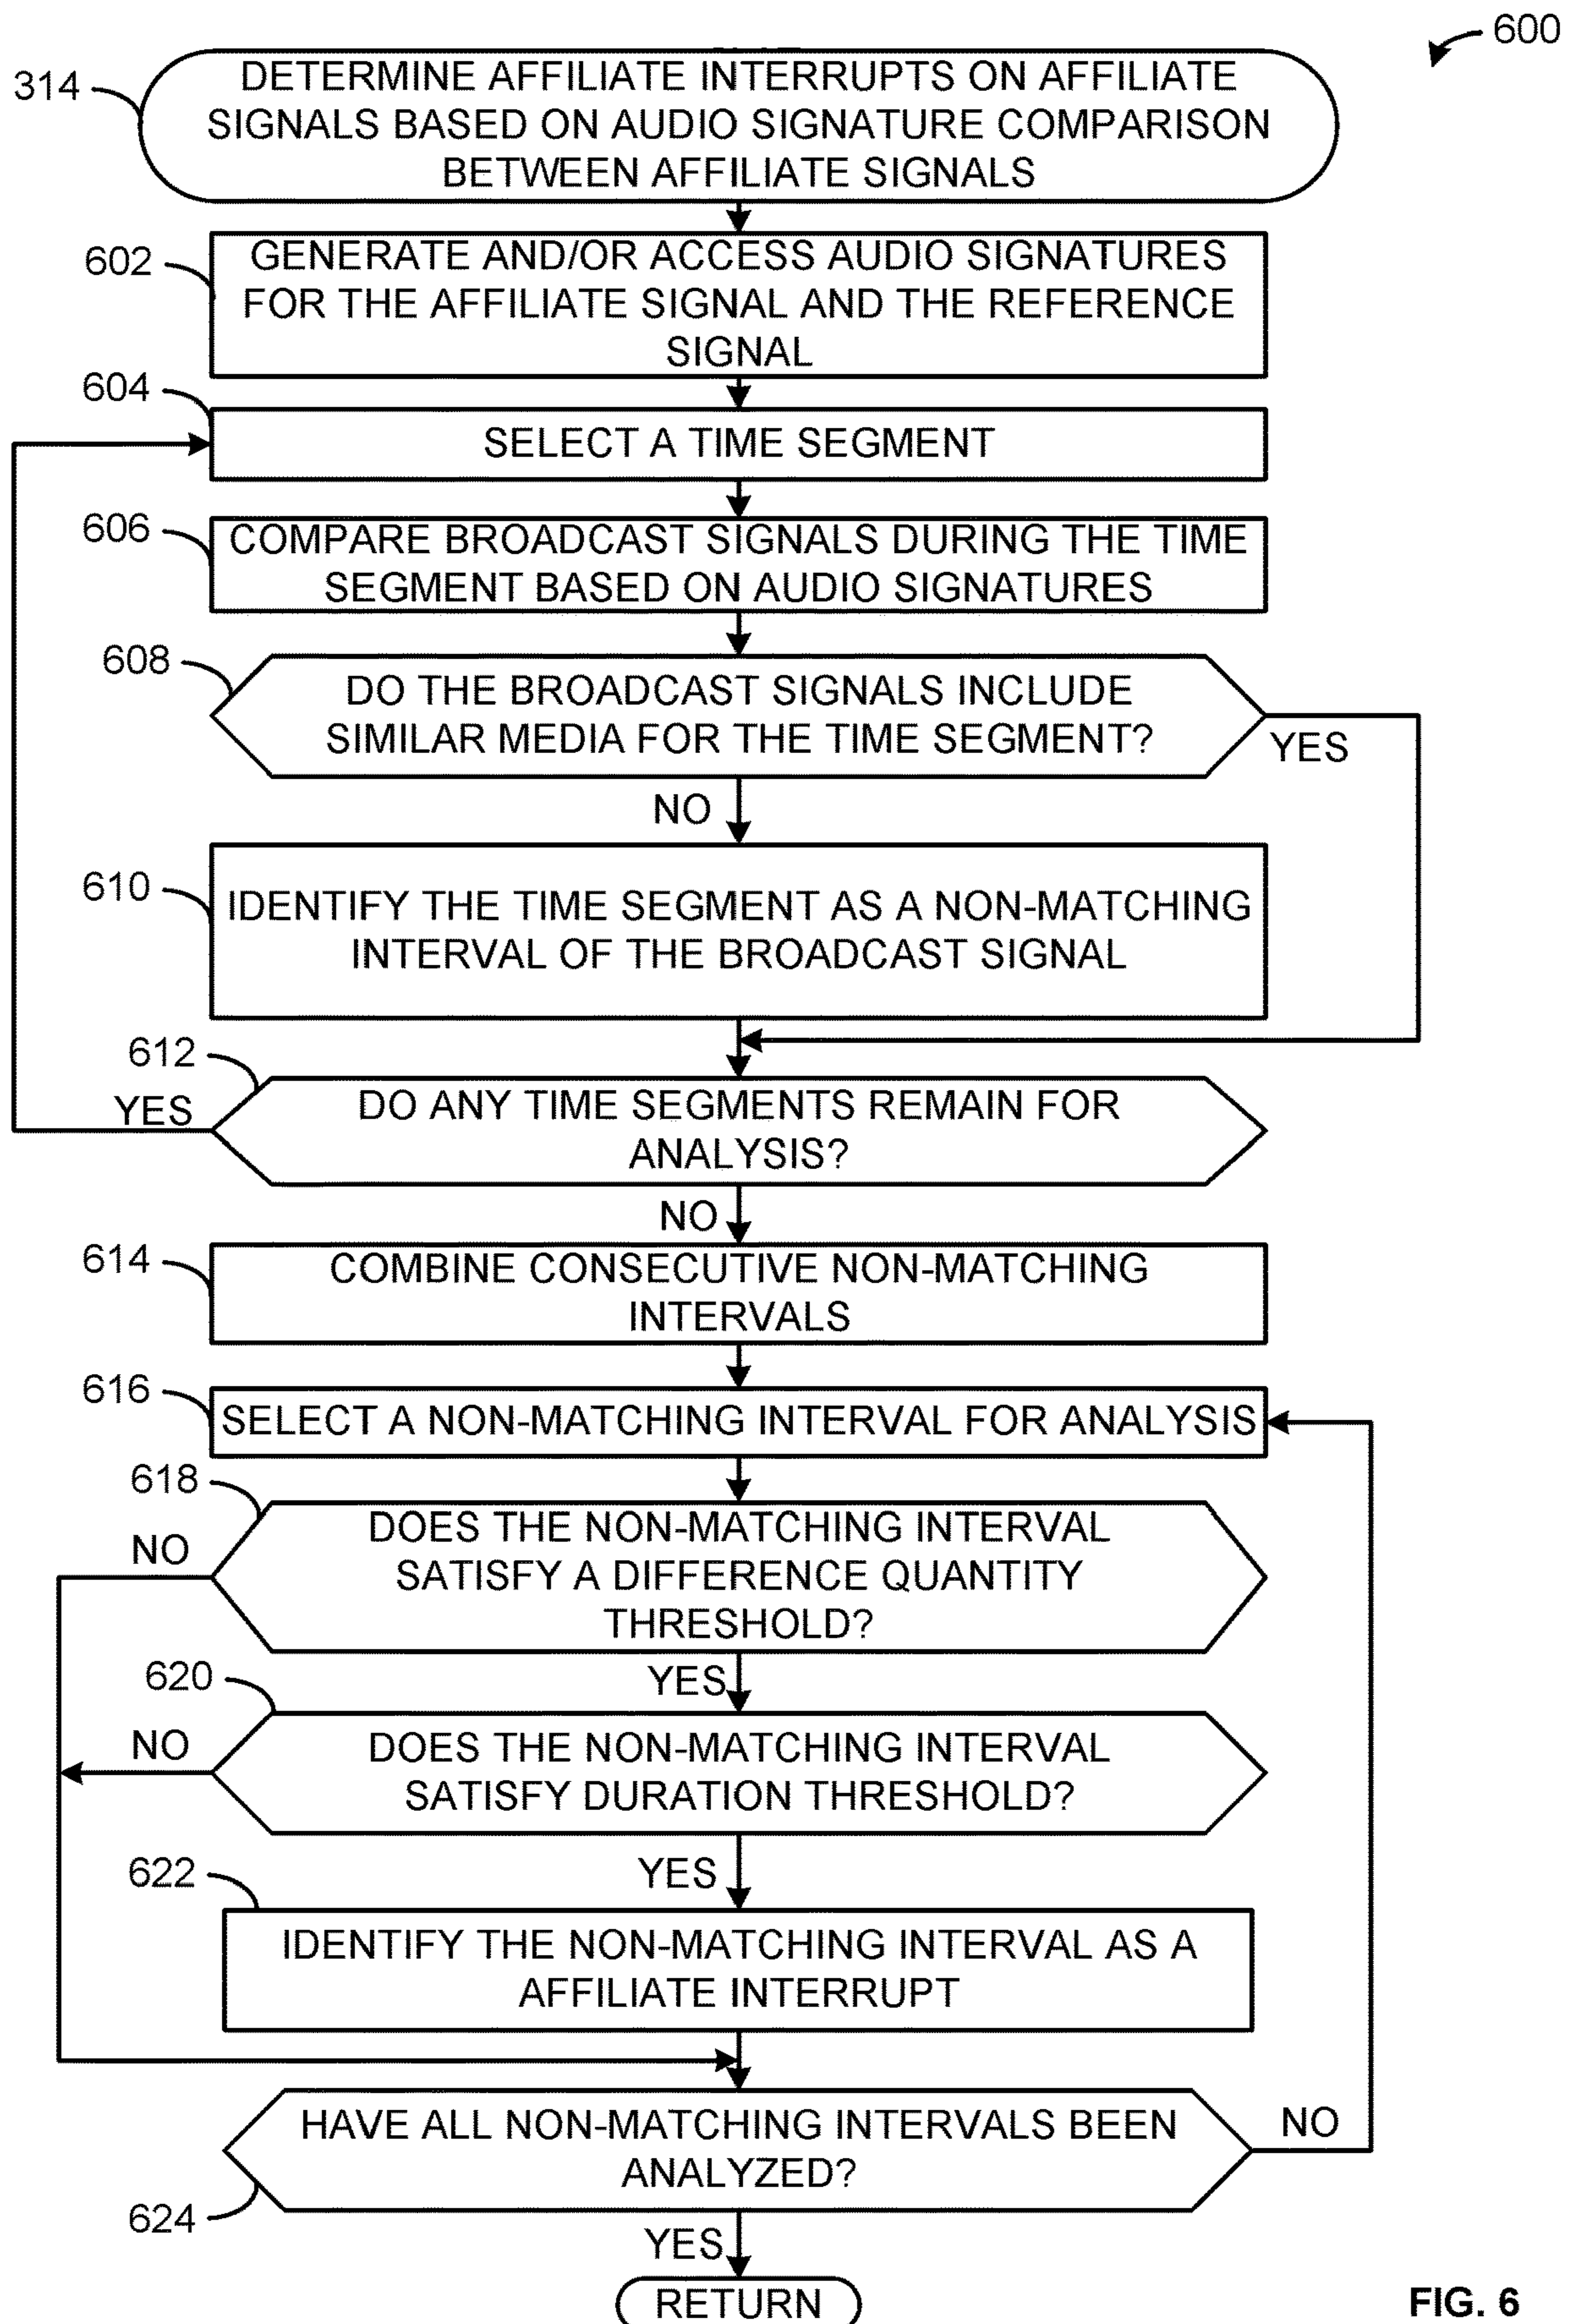 600
314
DETERMINE AFFILIATE INTERRUPTS ON AFFILIATE
SIGNALS BASED ON AUDIO SIGNATURE COMPARISON
BETWEEN AFFILIATE SIGNALS
602
GENERATE AND/OR ACCESS AUDIO SIGNATURES
FOR THE AFFILIATE SIGNAL AND THE REFERENCE
SIGNAL
604
SELECT A TIME SEGMENT
606
COMPARE BROADCAST SIGNALS DURING THE TIME
SEGMENT BASED ON AUDIO SIGNATURES
608
DO THE BROADCAST SIGNALS INCLUDE
SIMILAR MEDIA FOR THE TIME SEGMENT?
YES
NO
610
IDENTIFY THE TIME SEGMENT AS A NON-MATCHING
INTERVAL OF THE BROADCAST SIGNAL
612
YES
DO ANY TIME SEGMENTS REMAIN FOR
ANALYSIS?
NO
614
COMBINE CONSECUTIVE NON-MATCHING
INTERVALS
616
SELECT A NON-MATCHING INTERVAL FOR ANALYSIS
618
NO
DOES THE NON-MATCHING INTERVAL
SATISFY A DIFFERENCE QUANTITY
THRESHOLD?
YES
620
NO
DOES THE NON-MATCHING INTERVAL
SATISFY DURATION THRESHOLD?
YES
622
IDENTIFY THE NON-MATCHING INTERVAL AS A
AFFILIATE INTERRUPT
HAVE ALL NON-MATCHING INTERVALS BEEN
ANALYZED?
NO
624
YES
RETURN
FIG. 6